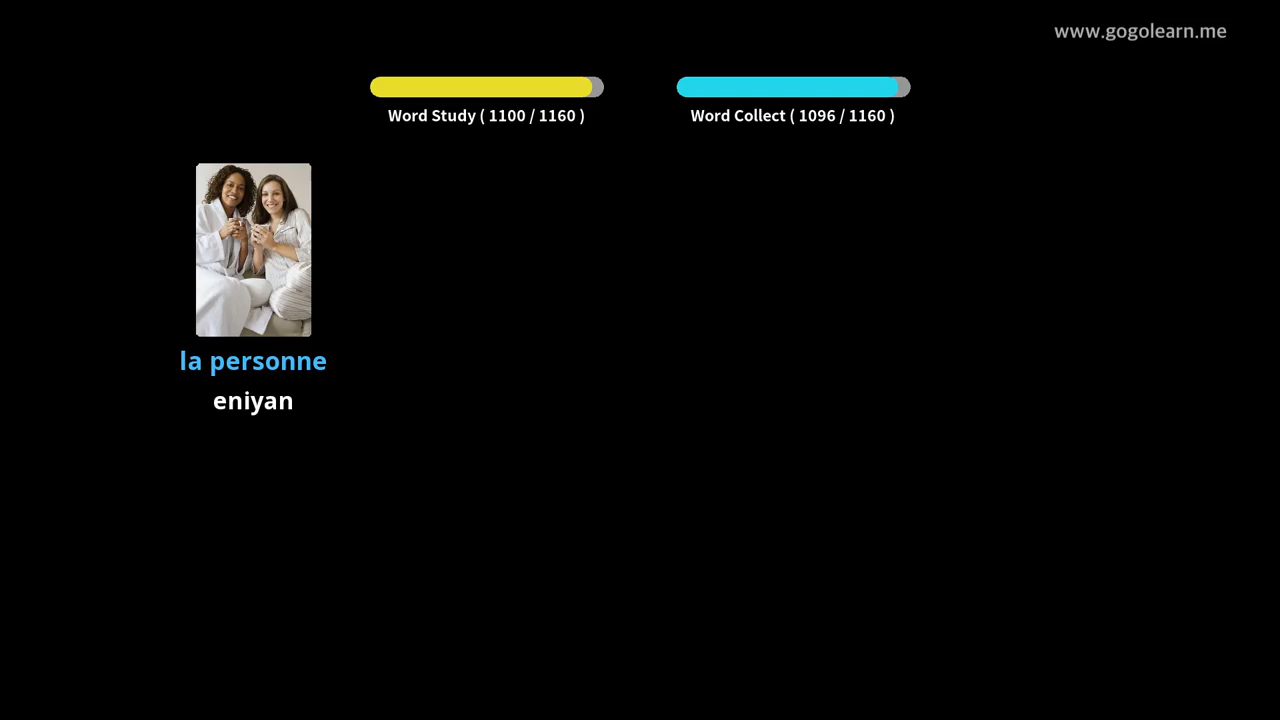 www.gogolearn.me
Word Study ( 1100 / 1160 )
Word Collect ( 1096 / 1160 )
la personne
eniyan